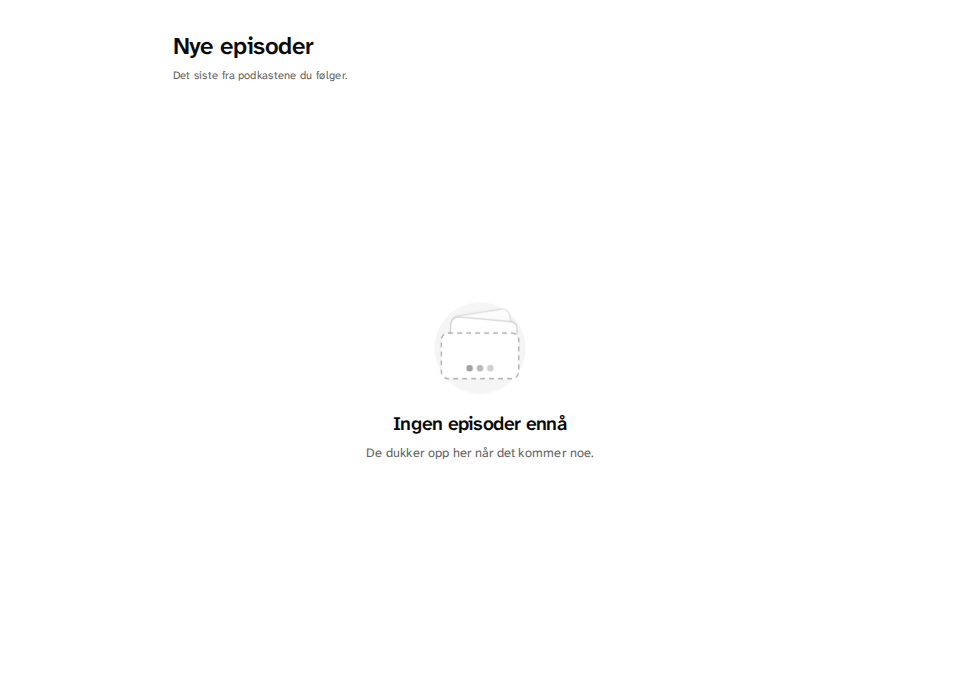 Nye episoder
Det siste fra podkastene du følger.
Ingen episoder ennå
De dukker opp her når det kommer noe.